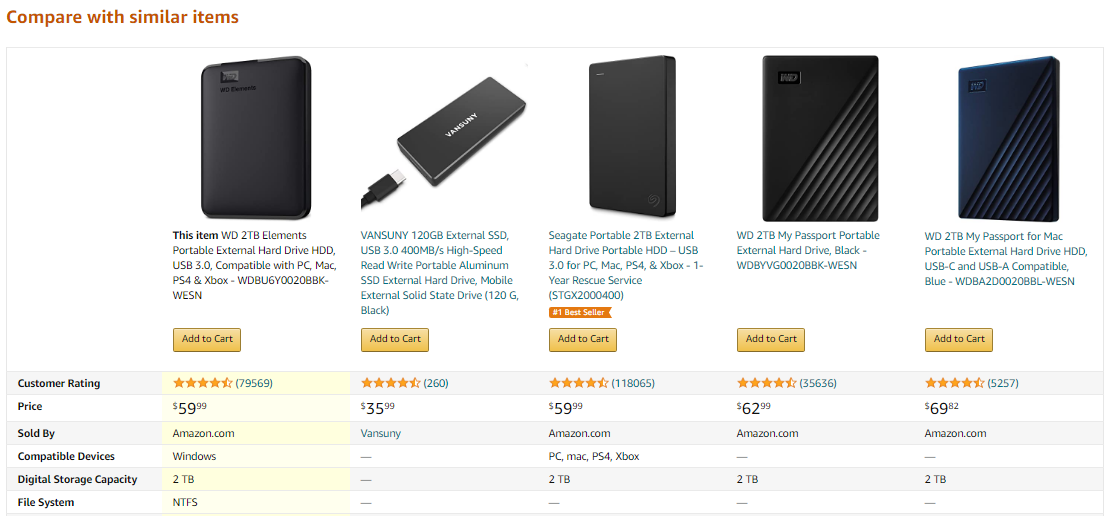 Compare with similar items
WD
WD Elements
VANSUNY
WD
WD
This item WD 2TB Elements
Portable External Hard Drive HDD,
USB 3.0, Compatible with PC, Mac,
PS4 & Xbox - WDBU6Y0020BBK-
WESN
Add to Cart
VANSUNY 120GB External SSD,
USB 3.0 400MB/s High-Speed
Read Write Portable Aluminum
SSD External Hard Drive, Mobile
External Solid State Drive (120 G,
Black)
Add to Cart
Seagate Portable 2TB External
Hard Drive Portable HDD – USB
3.0 for PC, Mac, PS4, & Xbox - 1-
Year Rescue Service
(STGX2000400)
#1 Best Seller
Add to Cart
WD 2TB My Passport Portable
External Hard Drive, Black -
WDBYVG0020BBK-WESN
Add to Cart
WD 2TB My Passport for Mac
Portable External Hard Drive HDD,
USB-C and USB-A Compatible,
Blue - WDBA2D0020BBL-WESN
Add to Cart
Customer Rating (79569) (260) (118065) (35636) (5257)
Price $59 99 $35 99 $59 99 $62 99 $69 82
Sold By Amazon.com Vansuny Amazon.com Amazon.com Amazon.com
Compatible Devices Windows — PC, mac, PS4, Xbox — —
Digital Storage Capacity 2 TB — 2 TB 2 TB 2 TB
File System NTFS — — — —